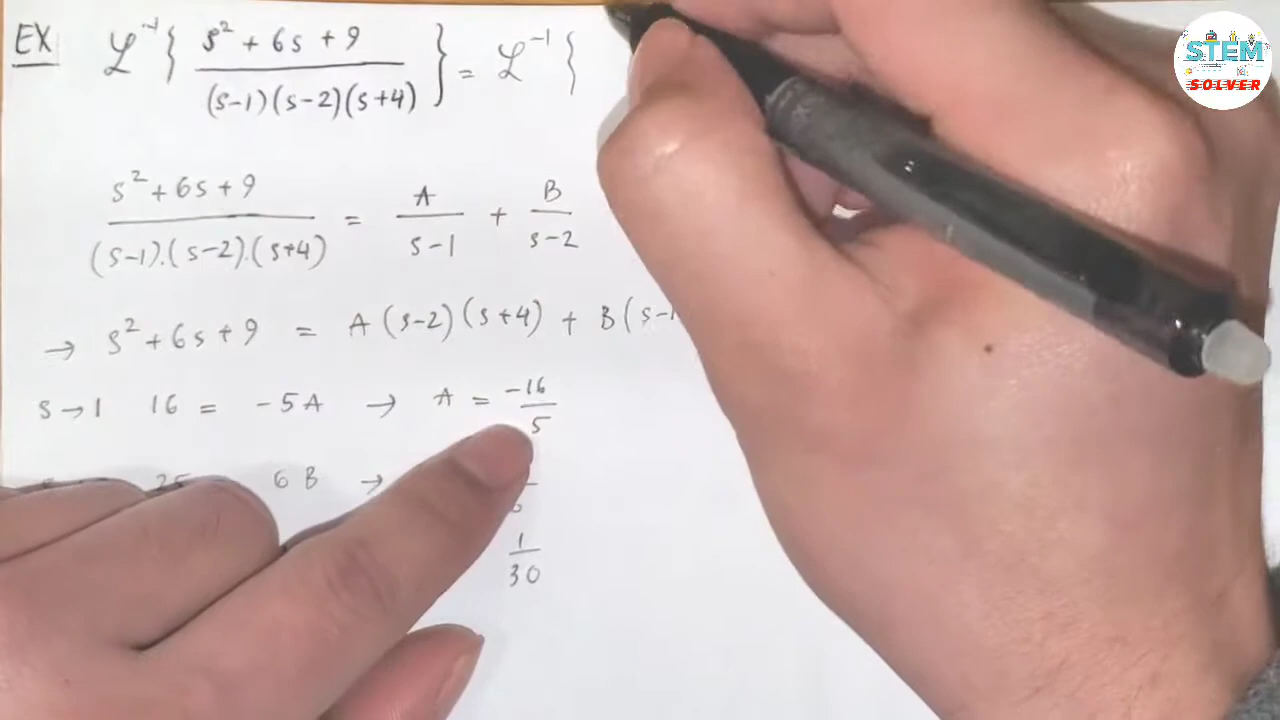 EX ℒ⁻¹{ (s² + 6s + 9) / ((s-1)(s-2)(s+4)) } = ℒ⁻¹{
(s² + 6s + 9) / ((s-1).(s-2).(s+4)) = A / (s-1) + B / (s-2)
→ s² + 6s + 9 = A (s-2)(s+4) + B (s-1
s→1 16 = -5A → A = -16/5
25 6B →
1/30
STEM
SOLVER